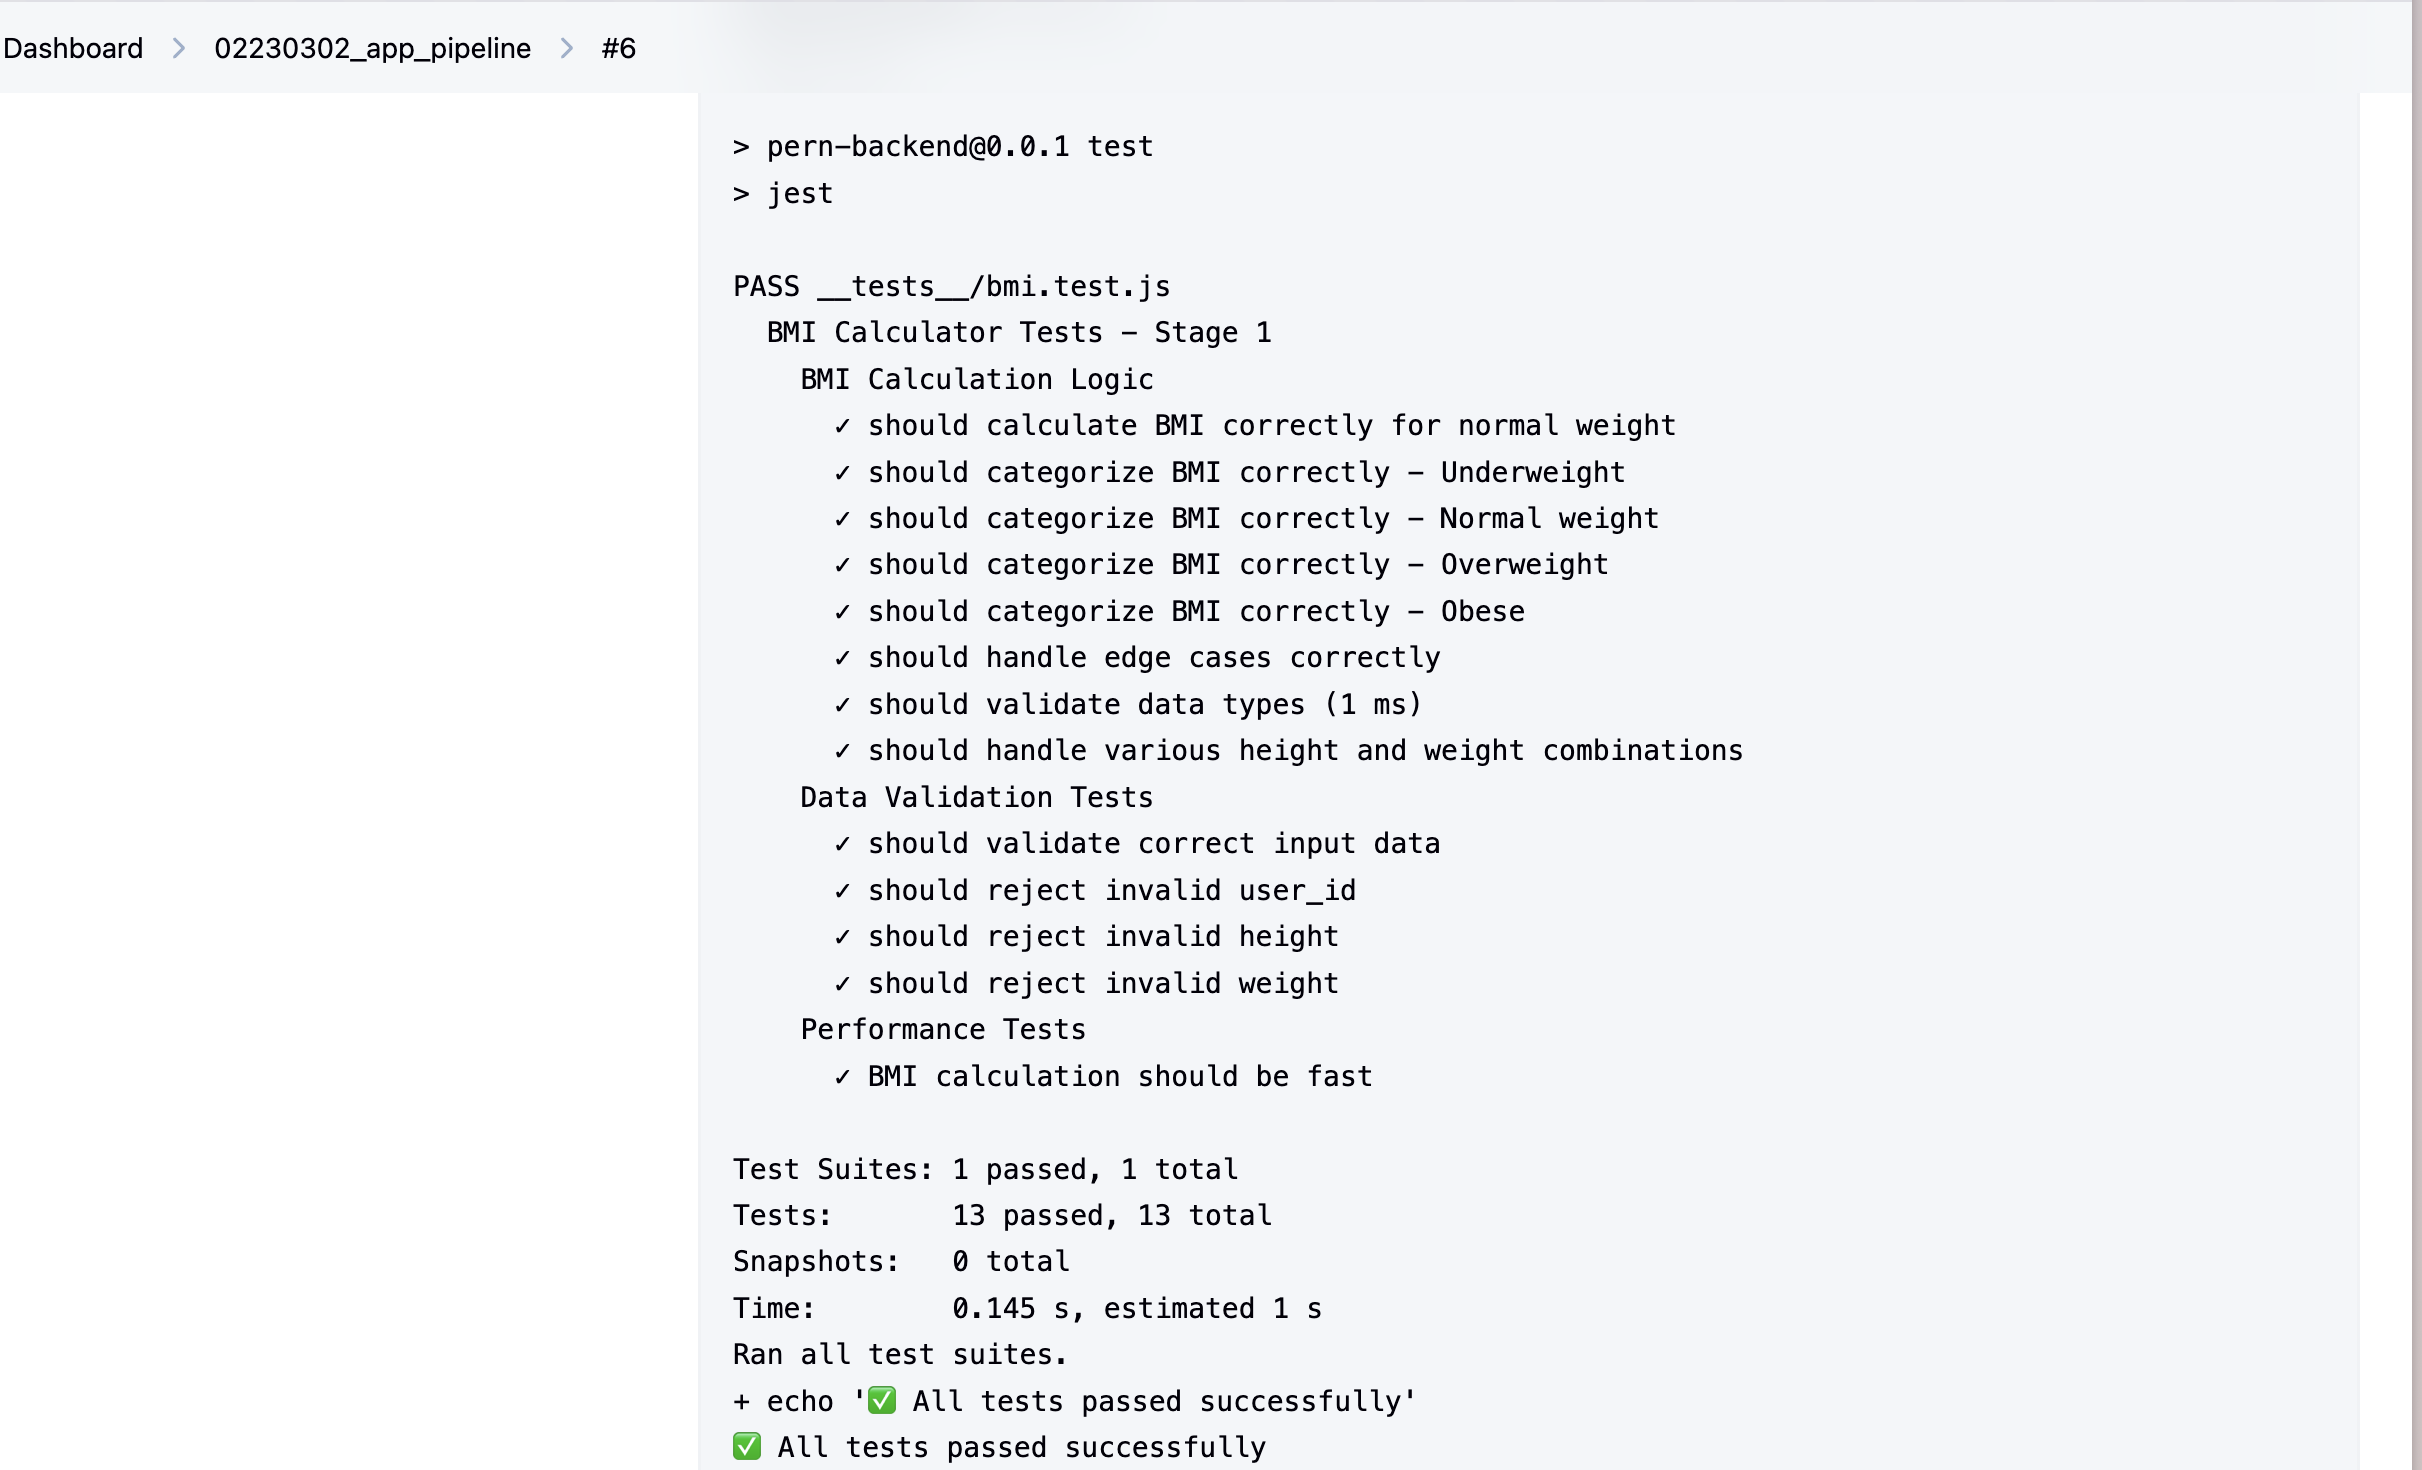 Dashboard > 02230302_app_pipeline > #6
> pern-backend@0.0.1 test
> jest
PASS __tests__/bmi.test.js
BMI Calculator Tests – Stage 1
BMI Calculation Logic
✓ should calculate BMI correctly for normal weight
✓ should categorize BMI correctly – Underweight
✓ should categorize BMI correctly – Normal weight
✓ should categorize BMI correctly – Overweight
✓ should categorize BMI correctly – Obese
✓ should handle edge cases correctly
✓ should validate data types (1 ms)
✓ should handle various height and weight combinations
Data Validation Tests
✓ should validate correct input data
✓ should reject invalid user_id
✓ should reject invalid height
✓ should reject invalid weight
Performance Tests
✓ BMI calculation should be fast
Test Suites: 1 passed, 1 total
Tests: 13 passed, 13 total
Snapshots: 0 total
Time: 0.145 s, estimated 1 s
Ran all test suites.
+ echo '✅ All tests passed successfully'
✅ All tests passed successfully